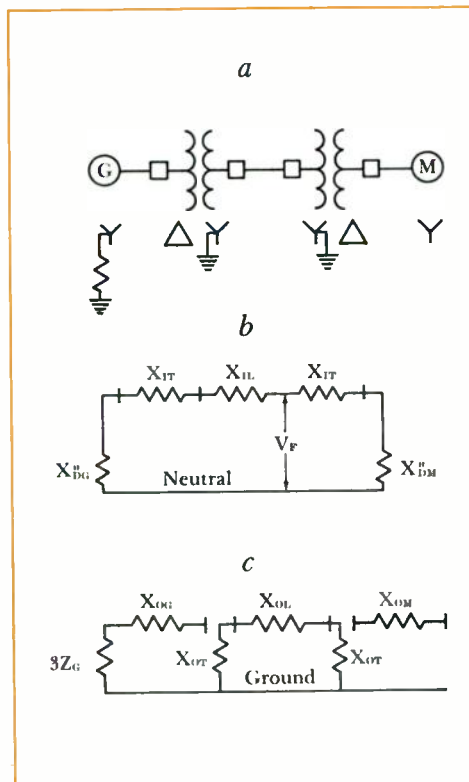 a
G
M
b
X1T X1L X1T
VF
X"DG Neutral X"DM
c
X0G X0L X0M
3ZG X0T Ground X0T